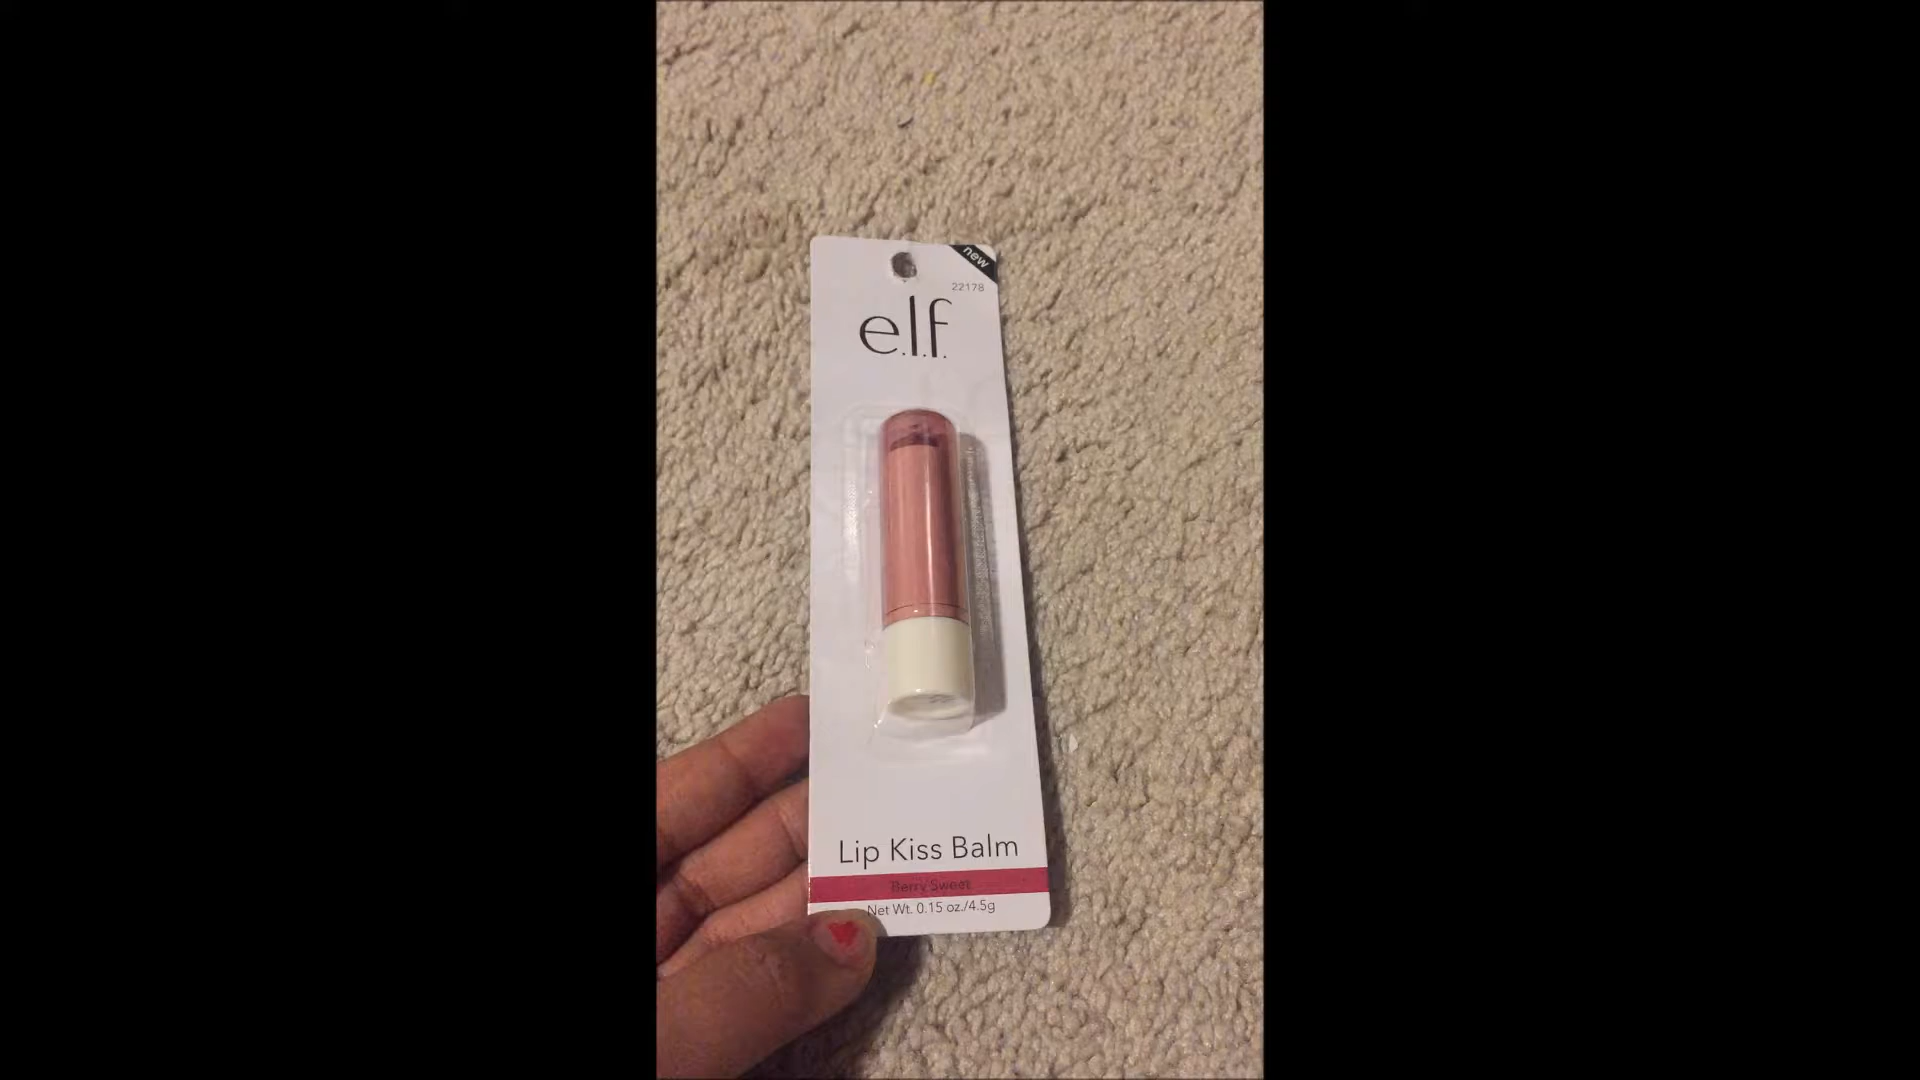 new
22178
e.l.f.
Lip Kiss Balm
Berry Sweet
Net Wt. 0.15 oz./4.5g